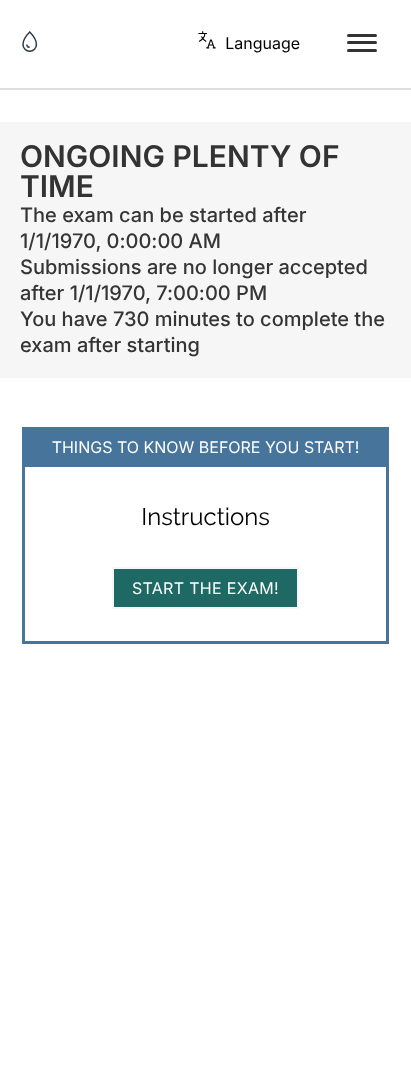 Language
ONGOING PLENTY OF
TIME
The exam can be started after
1/1/1970, 0:00:00 AM
Submissions are no longer accepted
after 1/1/1970, 7:00:00 PM
You have 730 minutes to complete the
exam after starting
THINGS TO KNOW BEFORE YOU START!
Instructions
START THE EXAM!